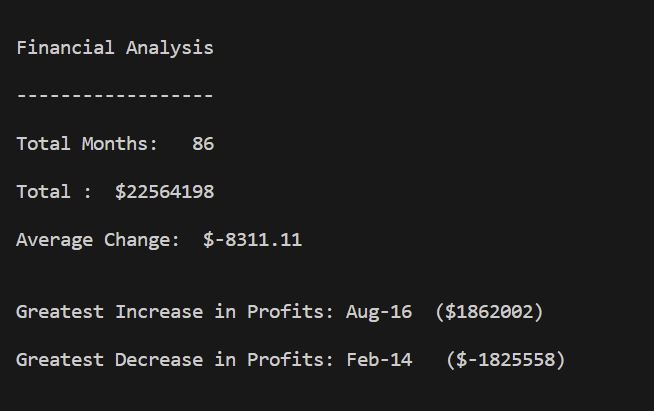 Financial Analysis
------------------
Total Months:   86
Total :  $22564198
Average Change:  $-8311.11
Greatest Increase in Profits: Aug-16  ($1862002)
Greatest Decrease in Profits: Feb-14   ($-1825558)